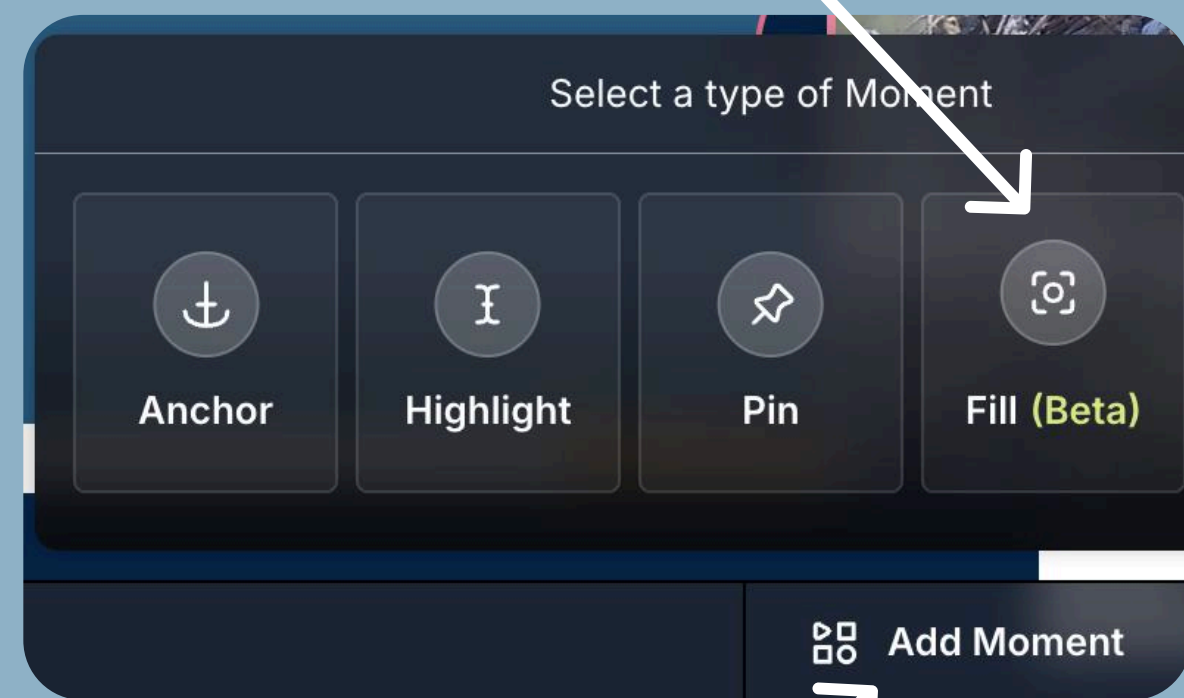 Select a type of Moment
Anchor
Highlight
Pin
Fill (Beta)
Add Moment